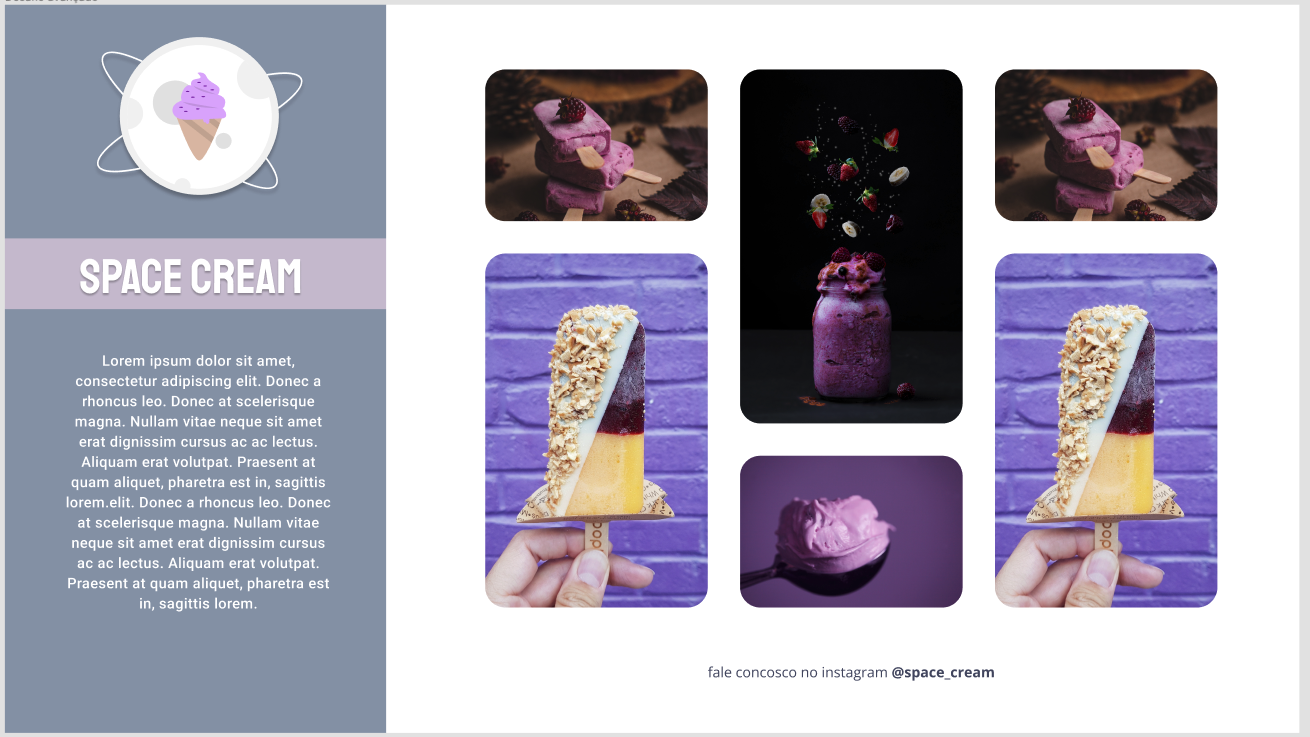 SPACE CREAM
Lorem ipsum dolor sit amet,
consectetur adipiscing elit. Donec a
rhoncus leo. Donec at scelerisque
magna. Nullam vitae neque sit amet
erat dignissim cursus ac ac lectus.
Aliquam erat volutpat. Praesent at
quam aliquet, pharetra est in, sagittis
lorem.elit. Donec a rhoncus leo. Donec
at scelerisque magna. Nullam vitae
neque sit amet erat dignissim cursus
ac ac lectus. Aliquam erat volutpat.
Praesent at quam aliquet, pharetra est
in, sagittis lorem.
fale concosco no instagram @space_cream